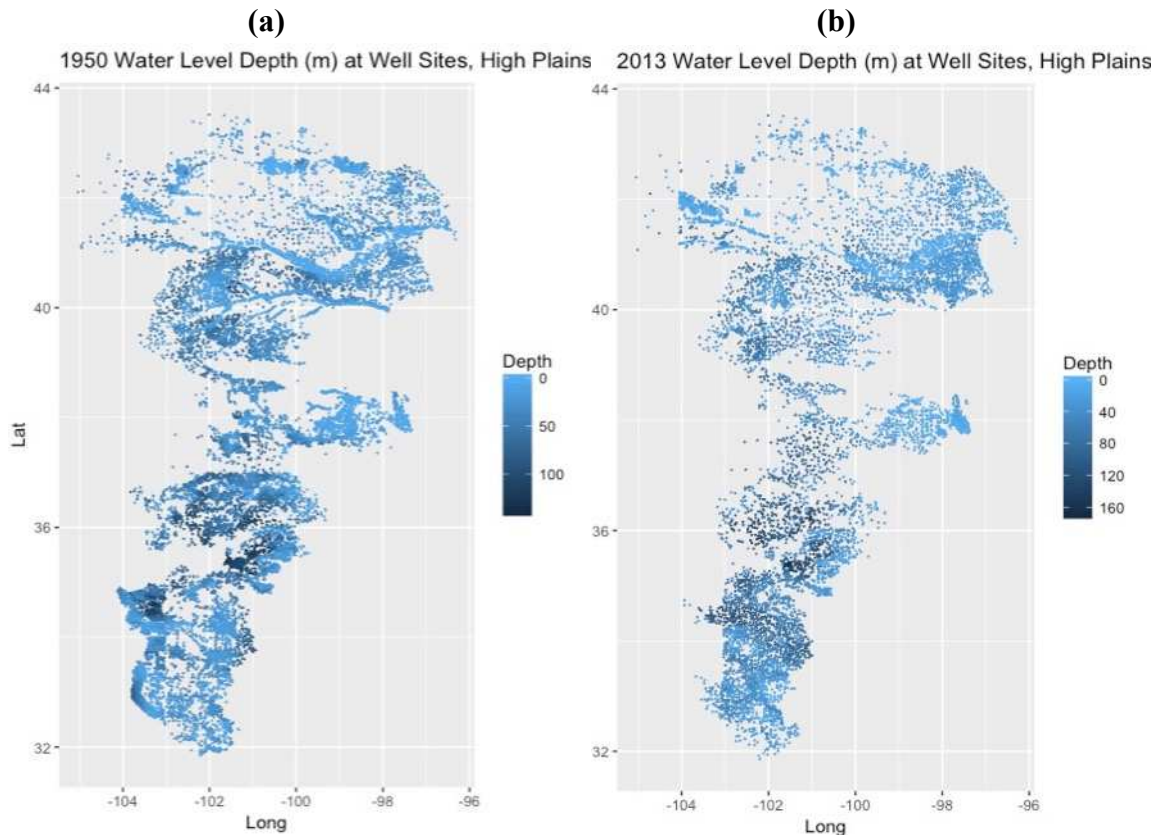 (a)
1950 Water Level Depth (m) at Well Sites, High Plains
44
40
36
32
Lat
-104
-102
-100
-98
-96
Long
Depth
0
50
100
(b)
2013 Water Level Depth (m) at Well Sites, High Plains
44
40
36
32
-104
-102
-100
-98
-96
Long
Depth
0
40
80
120
160